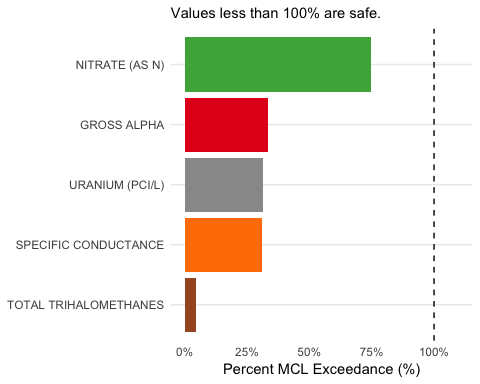 Values less than 100% are safe.
NITRATE (AS N)
GROSS ALPHA
URANIUM (PCI/L)
SPECIFIC CONDUCTANCE
TOTAL TRIHALOMETHANES
0% 25% 50% 75% 100%
Percent MCL Exceedance (%)